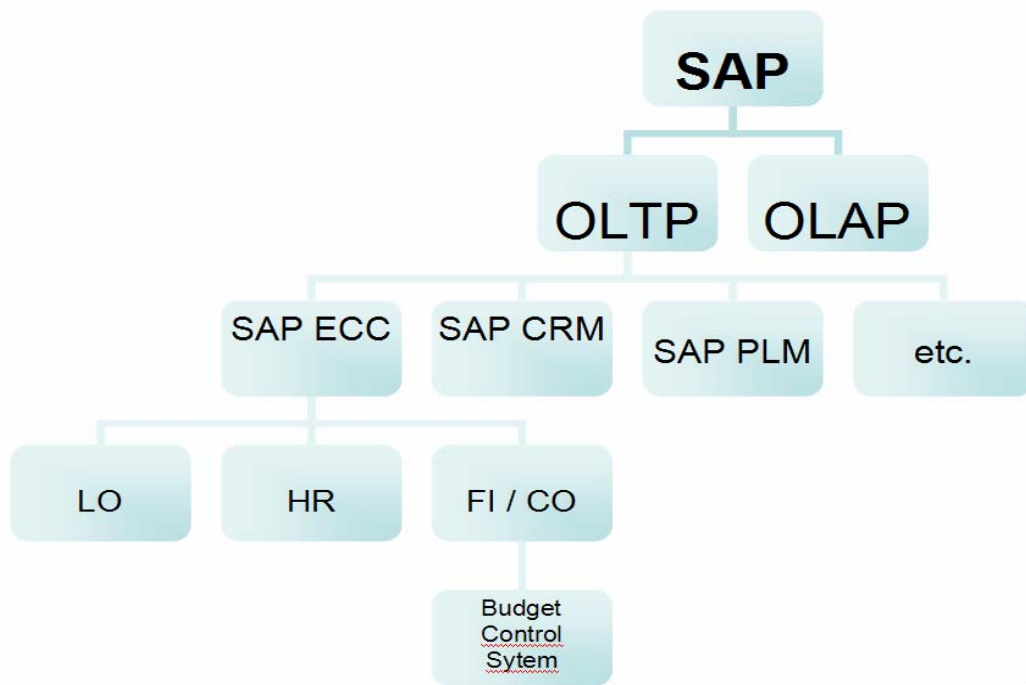 SAP
OLTP
OLAP
SAP ECC
SAP CRM
SAP PLM
etc.
LO
HR
FI / CO
Budget
Control
Sytem